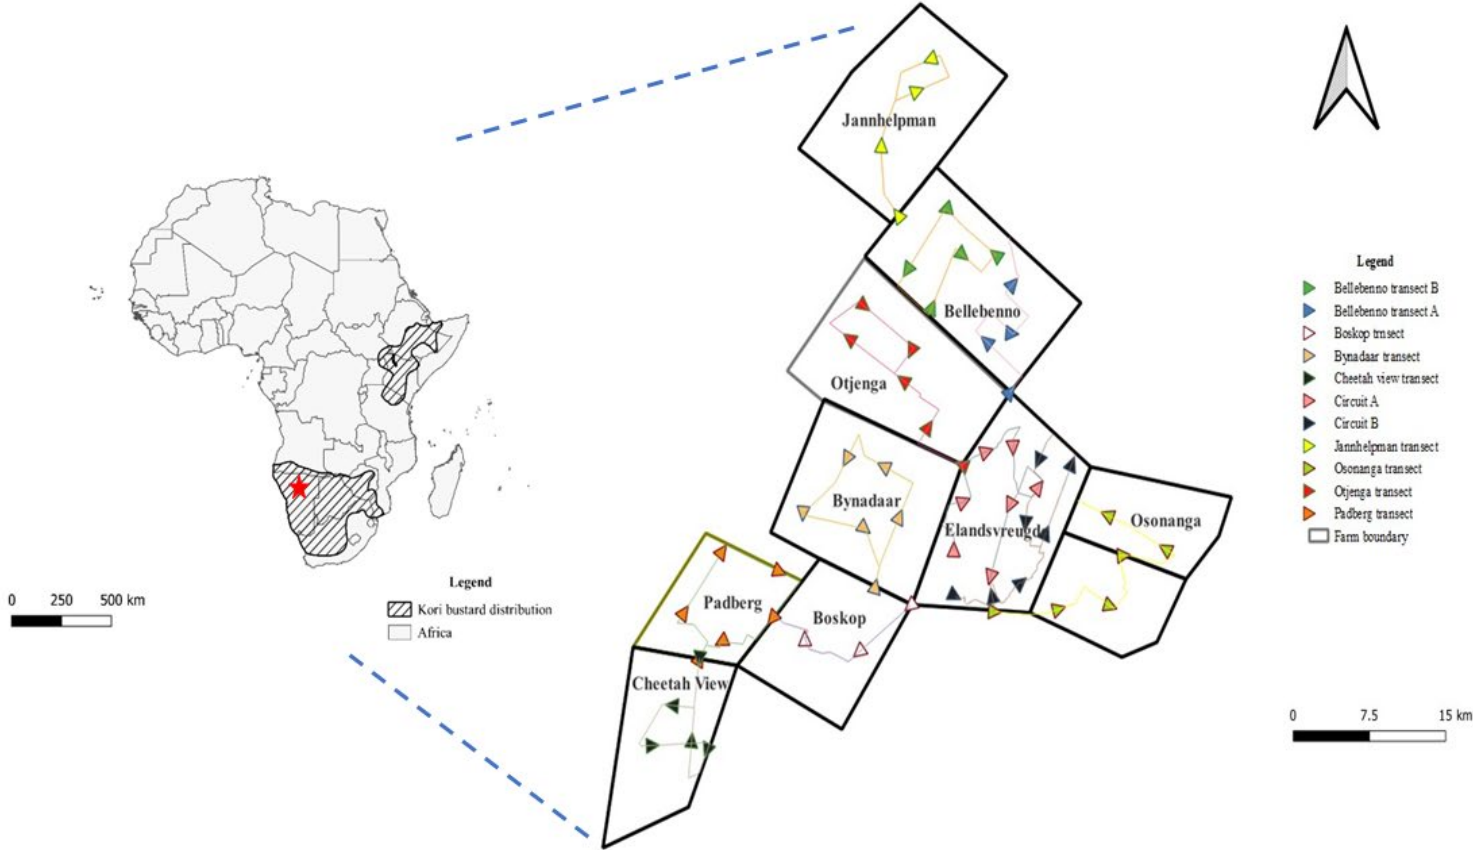 Jannhelpman
Bellebenno
Otjenga
Bynadaar
Elandsvreugde
Osonanga
Padberg
Boskop
Cheetah View
Legend
Bellebenno transect B
Bellebenno transect A
Boskop trnsect
Bynadaar transect
Cheetah view transect
Circuit A
Circuit B
Jannhelpman transect
Osonanga transect
Otjenga transect
Padberg transect
Farm boundary
0 7.5 15 km
Legend
Kori bustard distribution
Africa
0 250 500 km